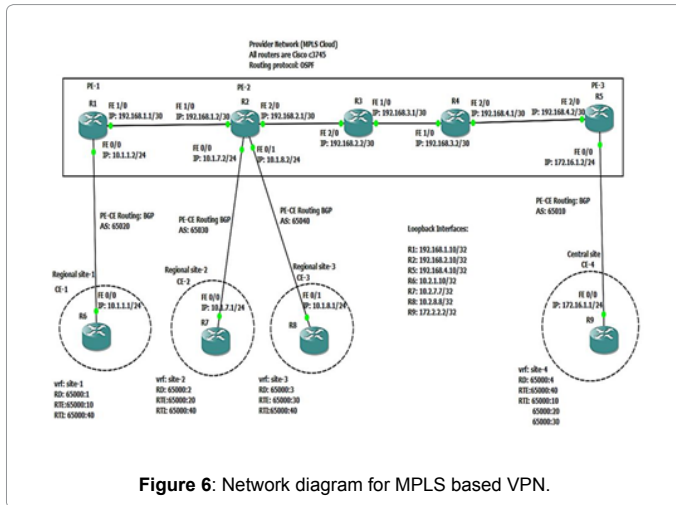 Provider Network (MPLS Cloud)
All routers are Cisco c3745
Routing protocol: OSPF
PE-1
R1
FE 1/0
IP: 192.168.1.1/30
FE 0/0
IP: 10.1.1.2/24
PE-2
R2
FE 1/0
IP: 192.168.1.2/30
FE 2/0
IP: 192.168.2.1/30
FE 0/0
IP: 10.1.7.2/24
FE 0/1
IP: 10.1.8.2/24
R3
FE 2/0
IP: 192.168.2.2/30
FE 1/0
IP: 192.168.3.1/30
R4
FE 1/0
IP: 192.168.3.2/30
FE 2/0
IP: 192.168.4.1/30
PE-3
R5
FE 2/0
IP: 192.168.4.2/30
FE 0/0
IP: 172.16.1.2/24
PE-CE Routing: BGP
AS: 65020
PE-CE Routing BGP
AS: 65030
PE-CE Routing BGP
AS: 65040
PE-CE Routing: BGP
AS: 65010
Loopback Interfaces:
R1: 192.168.1.10/32
R2: 192.168.2.10/32
R5: 192.168.4.10/32
R6: 10.2.1.10/32
R7: 10.2.7.7/32
R8: 10.2.8.8/32
R9: 172.2.2.2/32
Regional site-1
CE-1
FE 0/0
IP: 10.1.1.1/24
R6
Regional site-2
CE-2
FE 0/0
IP: 10.1.7.1/24
R7
Regional site-3
CE-3
FE 0/1
IP: 10.1.8.1/24
R8
Central site
CE-4
FE 0/0
IP: 172.16.1.1/24
R9
vrf: site-1
RD: 65000:1
RTE:65000:10
RTI: 65000:40
vrf: site-2
RD: 65000:2
RTE: 65000:20
RTI: 65000:40
vrf: site-3
RD: 65000:3
RTE: 65000:30
RTI:65000:40
vrf: site-4
RD: 65000:4
RTE: 65000:40
RTI: 65000:10
65000:20
65000:30
Figure 6: Network diagram for MPLS based VPN.